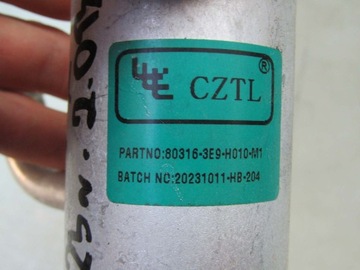 CZTL ®
PARTNO:80316-3E9-H010-M1
BATCH NO:20231011-HB-204